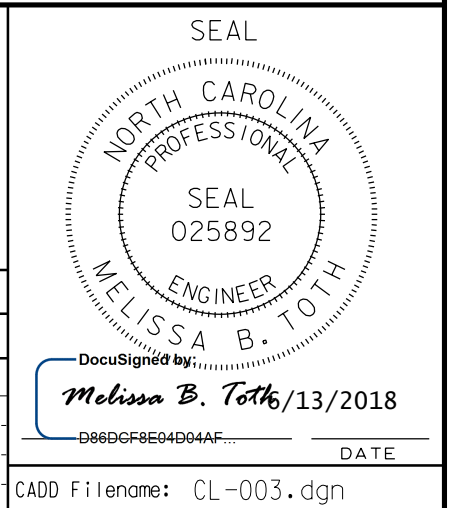 SEAL
NORTH CAROLINA
PROFESSIONAL
SEAL
025892
ENGINEER
MELISSA B. TOTH
DocuSigned by:
Melissa B. Toth
6/13/2018
D86DCF8E04D04AF...
DATE
CADD Filename: CL-003.dgn